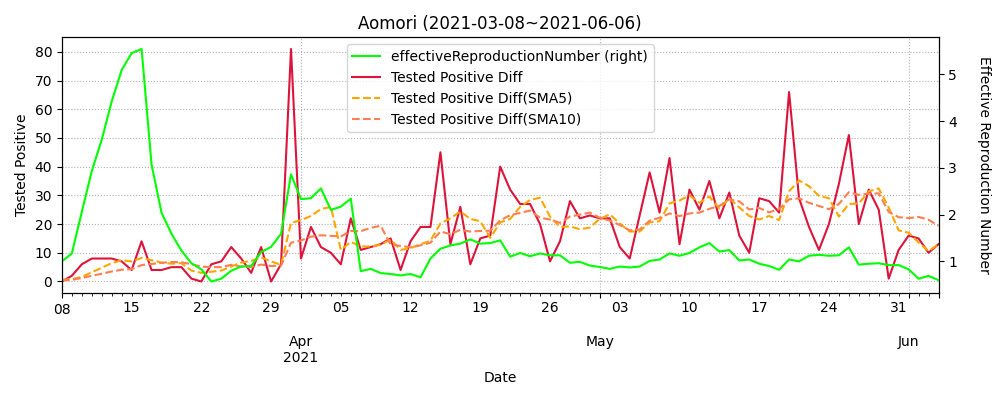 Aomori (2021-03-08~2021-06-06)
effectiveReproductionNumber (right)
Tested Positive Diff
Tested Positive Diff(SMA5)
Tested Positive Diff(SMA10)
Tested Positive
80
70
60
50
40
30
20
10
0
5
4
3
2
1
Effective Reproduction Number
08 15 22 29 05 12 19 26 03 10 17 24 31
Apr May Jun
2021
Date